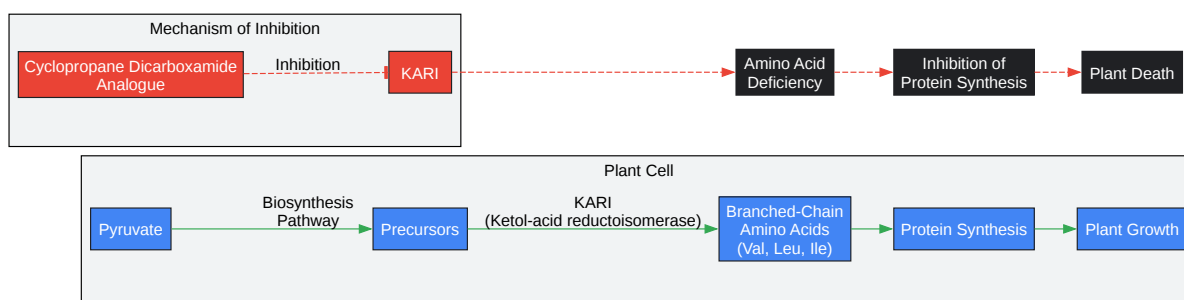 Mechanism of Inhibition
Cyclopropane Dicarboxamide
Analogue
Inhibition
KARI
Amino Acid
Deficiency
Inhibition of
Protein Synthesis
Plant Death
Plant Cell
Pyruvate
Biosynthesis
Pathway
Precursors
KARI
(Ketol-acid reductoisomerase)
Branched-Chain
Amino Acids
(Val, Leu, Ile)
Protein Synthesis
Plant Growth